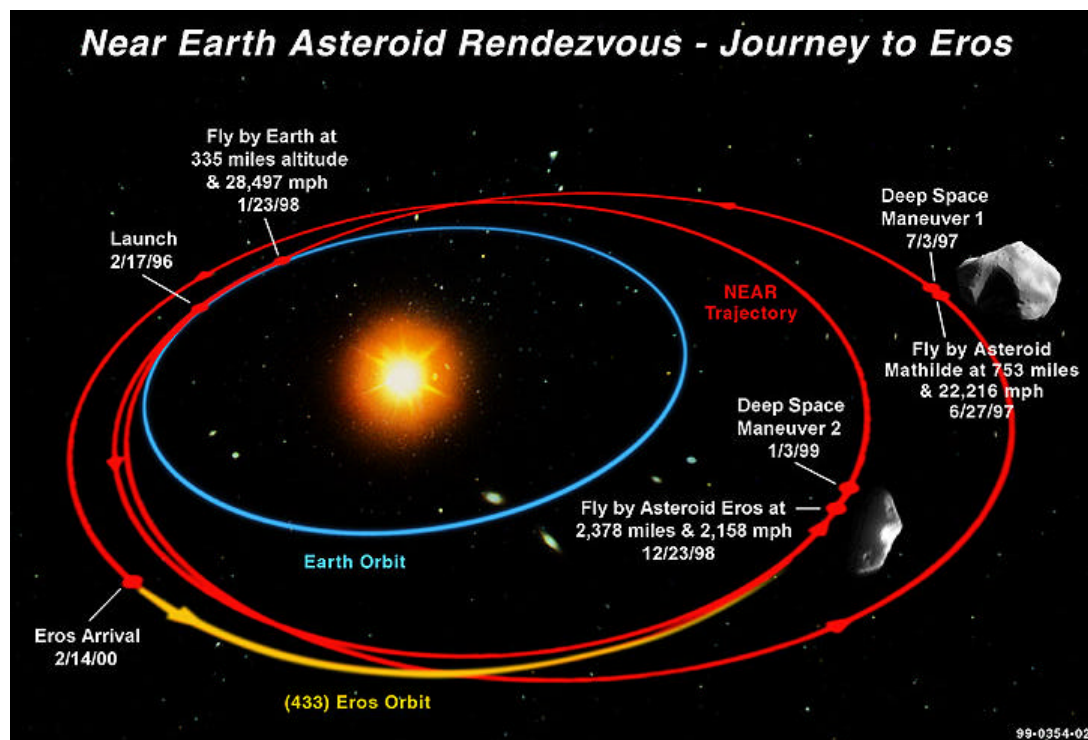 Near Earth Asteroid Rendezvous - Journey to Eros
Fly by Earth at
335 miles altitude
& 28,497 mph
1/23/98
Launch
2/17/96
Deep Space
Maneuver 1
7/3/97
NEAR
Trajectory
Fly by Asteroid
Mathilde at 753 miles
& 22,216 mph
6/27/97
Deep Space
Maneuver 2
1/3/99
Fly by Asteroid Eros at
2,378 miles & 2,158 mph
12/23/98
Earth Orbit
Eros Arrival
2/14/00
(433) Eros Orbit
99-0354-02